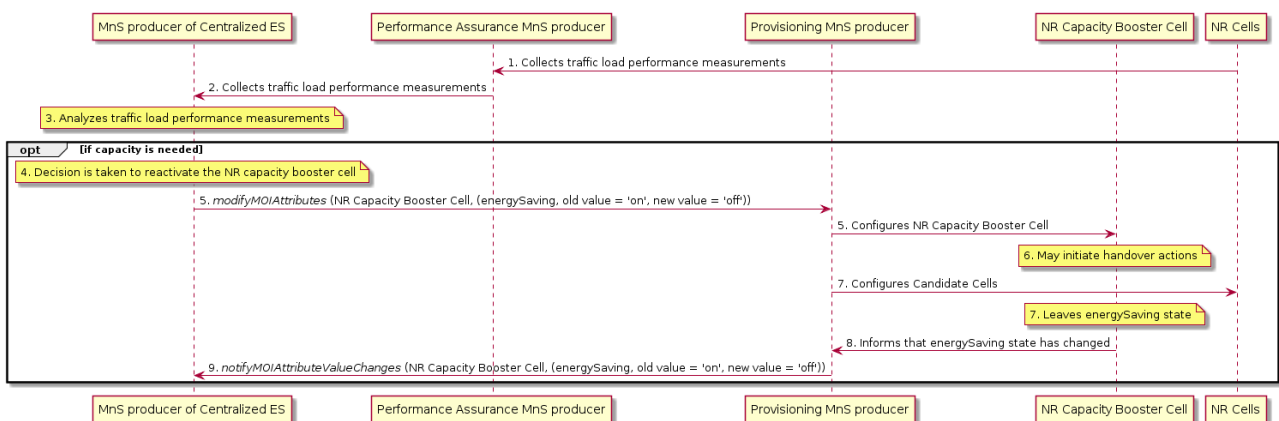 MnS producer of Centralized ES
Performance Assurance MnS producer
Provisioning MnS producer
NR Capacity Booster Cell
NR Cells
1. Collects traffic load performance measurements
2. Collects traffic load performance measurements
3. Analyzes traffic load performance measurements
opt [if capacity is needed]
4. Decision is taken to reactivate the NR capacity booster cell
5. modifyMOIAttributes (NR Capacity Booster Cell, (energySaving, old value = 'on', new value = 'off'))
5. Configures NR Capacity Booster Cell
6. May initiate handover actions
7. Configures Candidate Cells
7. Leaves energySaving state
8. Informs that energySaving state has changed
9. notifyMOIAttributeValueChanges (NR Capacity Booster Cell, (energySaving, old value = 'on', new value = 'off'))
MnS producer of Centralized ES
Performance Assurance MnS producer
Provisioning MnS producer
NR Capacity Booster Cell
NR Cells